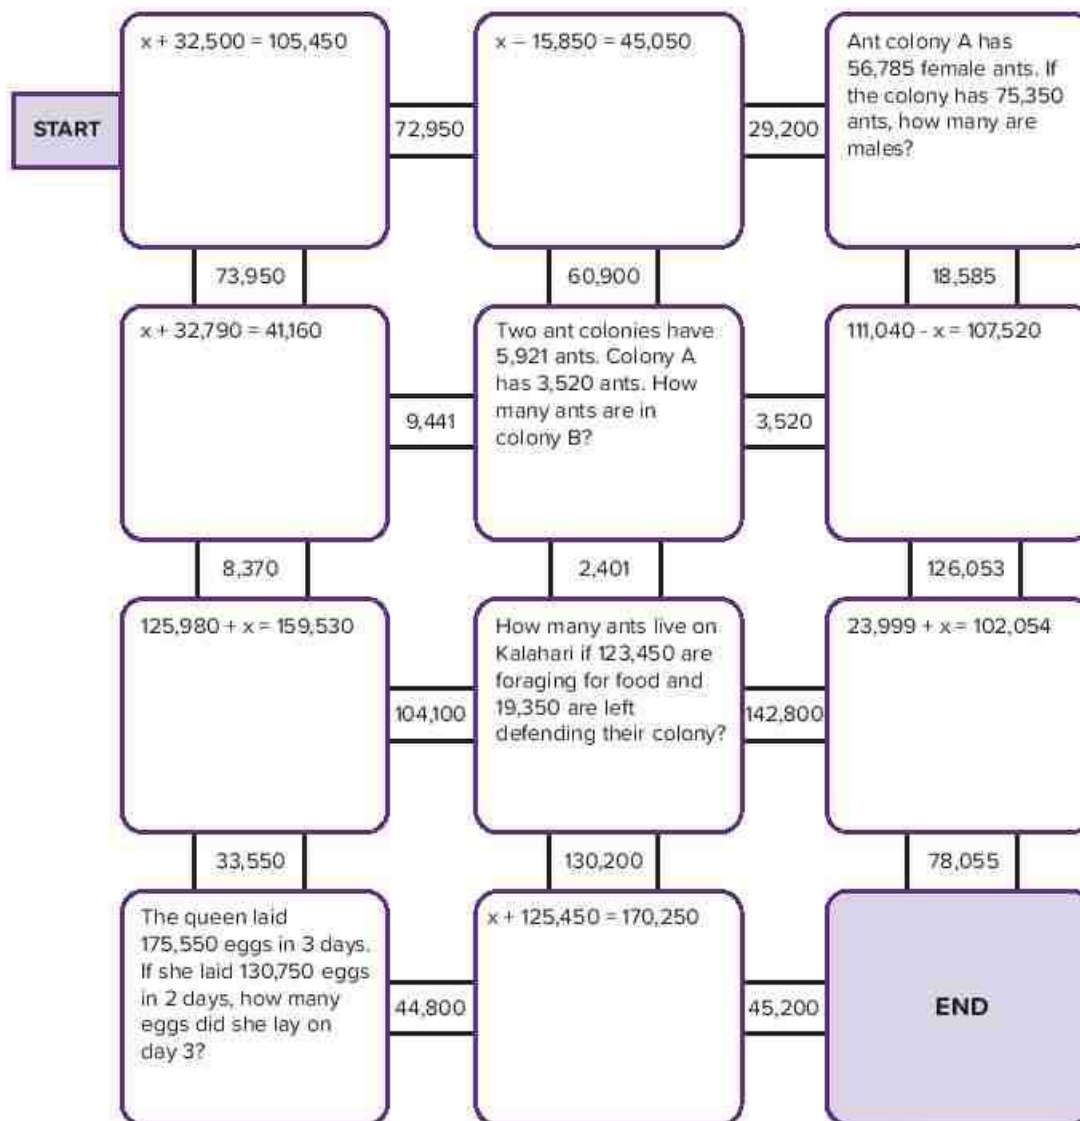 x + 32,500 = 105,450
x – 15,850 = 45,050
Ant colony A has
56,785 female ants. If
the colony has 75,350
ants, how many are
males?
START
72,950
29,200
73,950
60,900
18,585
x + 32,790 = 41,160
Two ant colonies have
5,921 ants. Colony A
has 3,520 ants. How
many ants are in
colony B?
111,040 - x = 107,520
9,441
3,520
8,370
2,401
126,053
125,980 + x = 159,530
How many ants live on
Kalahari if 123,450 are
foraging for food and
19,350 are left
defending their colony?
23,999 + x = 102,054
104,100
142,800
33,550
130,200
78,055
The queen laid
175,550 eggs in 3 days.
If she laid 130,750 eggs
in 2 days, how many
eggs did she lay on
day 3?
x + 125,450 = 170,250
44,800
45,200
END